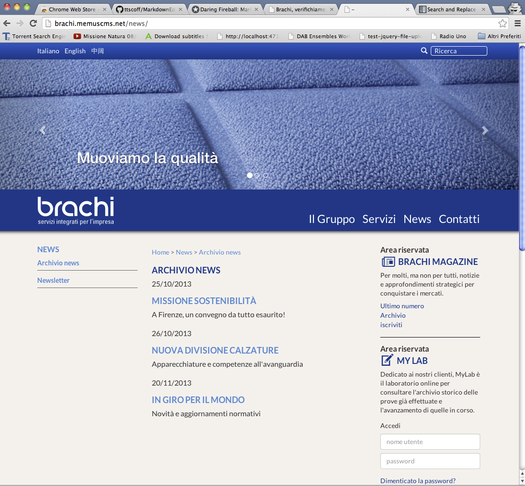 Chrome Web Store
ttscoff/MarkdownEd
Daring Fireball: Mar
Brachi, verifichiamo
Search and Replace
brachi.memuscms.net/news/
Torrent Search Engi
Missione Natura 08
Download subtitles
http://localhost:47
DAB Ensembles Wor
test-jquery-file-uplo
Radio Uno
Altri Preferiti
Italiano English 中国
Ricerca
Muoviamo la qualità
brachi
servizi integrati per l'impresa
Il Gruppo Servizi News Contatti
NEWS
Archivio news
Newsletter
Home > News > Archivio news
ARCHIVIO NEWS
25/10/2013
MISSIONE SOSTENIBILITÀ
A Firenze, un convegno da tutto esaurito!
26/10/2013
NUOVA DIVISIONE CALZATURE
Apparecchiature e competenze all'avanguardia
20/11/2013
IN GIRO PER IL MONDO
Novità e aggiornamenti normativi
Area riservata
BRACHI MAGAZINE
Per molti, ma non per tutti, notizie
e approfondimenti strategici per
conquistare i mercati.
Ultimo numero
Archivio
iscriviti
Area riservata
MY LAB
Dedicato ai nostri clienti, MyLab è
il laboratorio online per
consultare l'archivio storico delle
prove già effettuate e
l'avanzamento di quelle in corso.
Accedi
nome utente
password
Dimenticato la password?